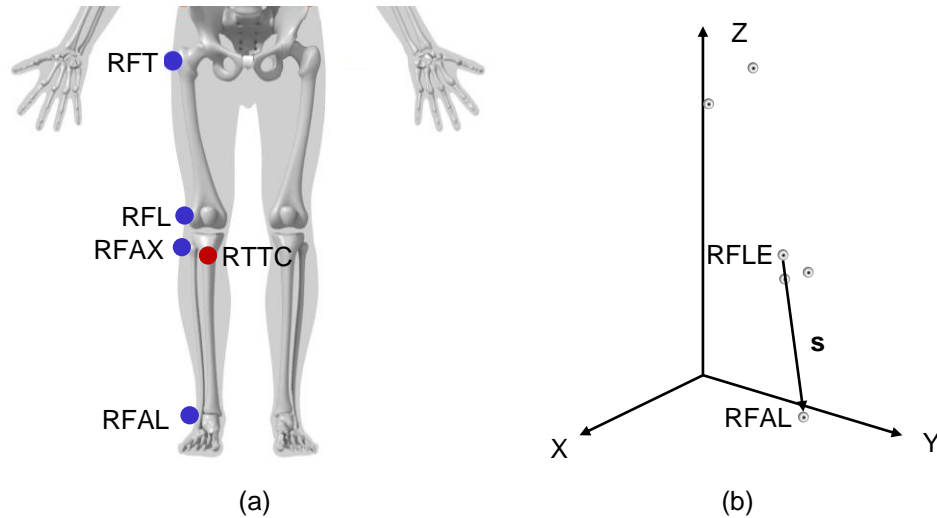 RFT
RFL
RFAX
RTTC
RFAL
(a)
Z
RFLE
s
RFAL
X
Y
(b)